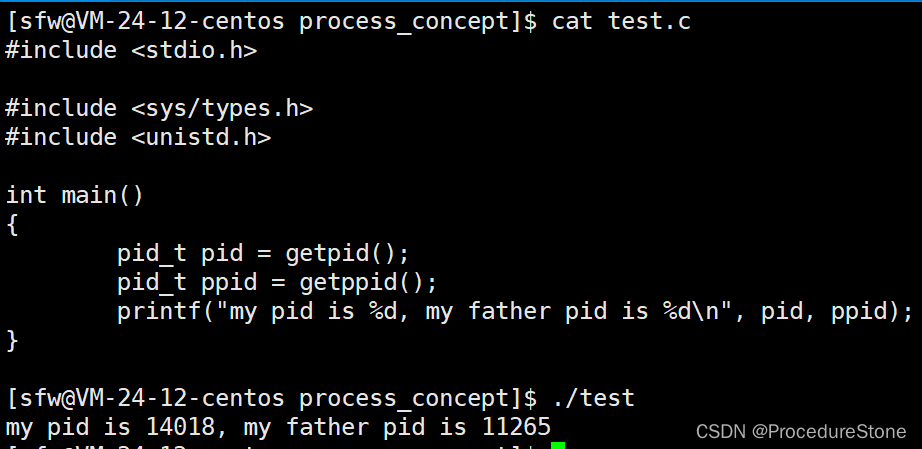 [sfw@VM-24-12-centos process_concept]$ cat test.c
#include <stdio.h>

#include <sys/types.h>
#include <unistd.h>

int main()
{
        pid_t pid = getpid();
        pid_t ppid = getppid();
        printf("my pid is %d, my father pid is %d\n", pid, ppid);
}

[sfw@VM-24-12-centos process_concept]$ ./test
my pid is 14018, my father pid is 11265
CSDN @ProcedureStone